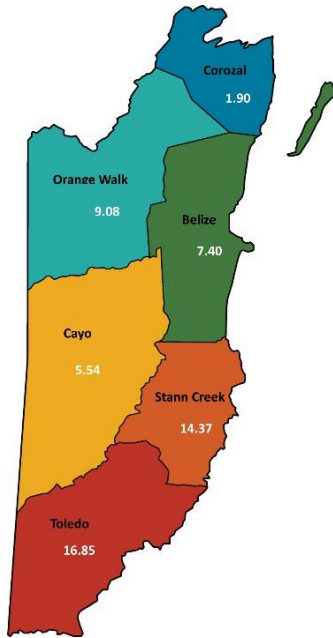 Corozal
1.90
Orange Walk
9.08
Belize
7.40
Cayo
5.54
Stann Creek
14.37
Toledo
16.85